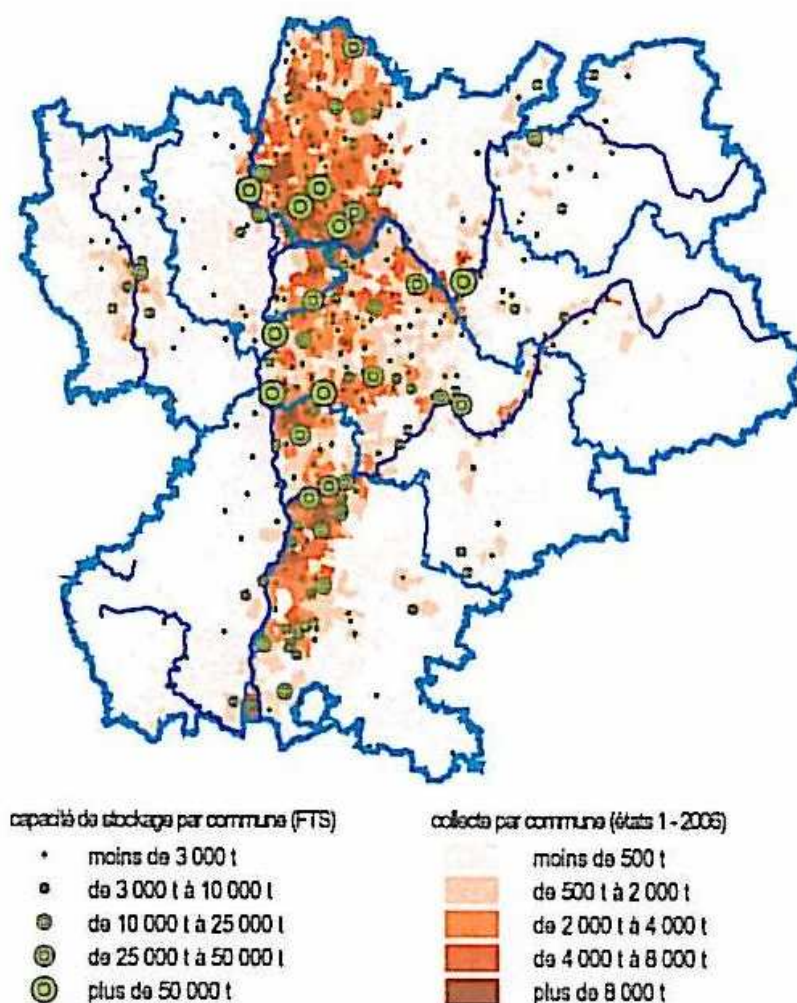 capacité de stockage par commune (FTS)
moins de 3 000 t
de 3 000 t à 10 000 t
de 10 000 t à 25 000 t
de 25 000 t à 50 000 t
plus de 50 000 t
collecte par commune (états 1 - 2006)
moins de 500 t
de 500 t à 2 000 t
de 2 000 t à 4 000 t
de 4 000 t à 8 000 t
plus de 8 000 t